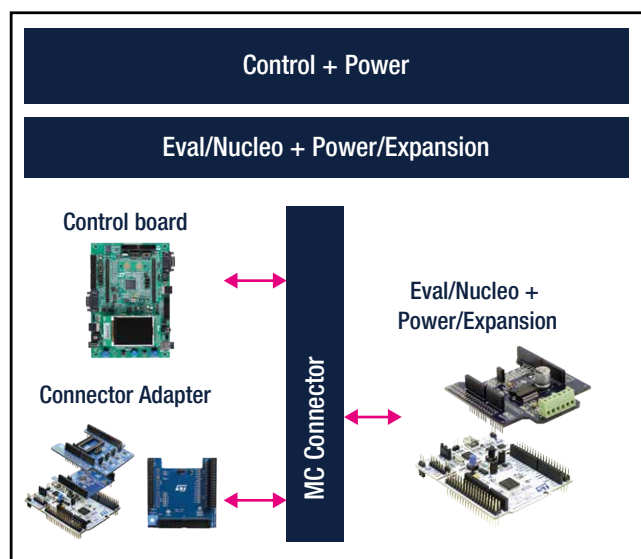 Control + Power
Eval/Nucleo + Power/Expansion
Control board
Eval/Nucleo +
Power/Expansion
Connector Adapter
MC Connector